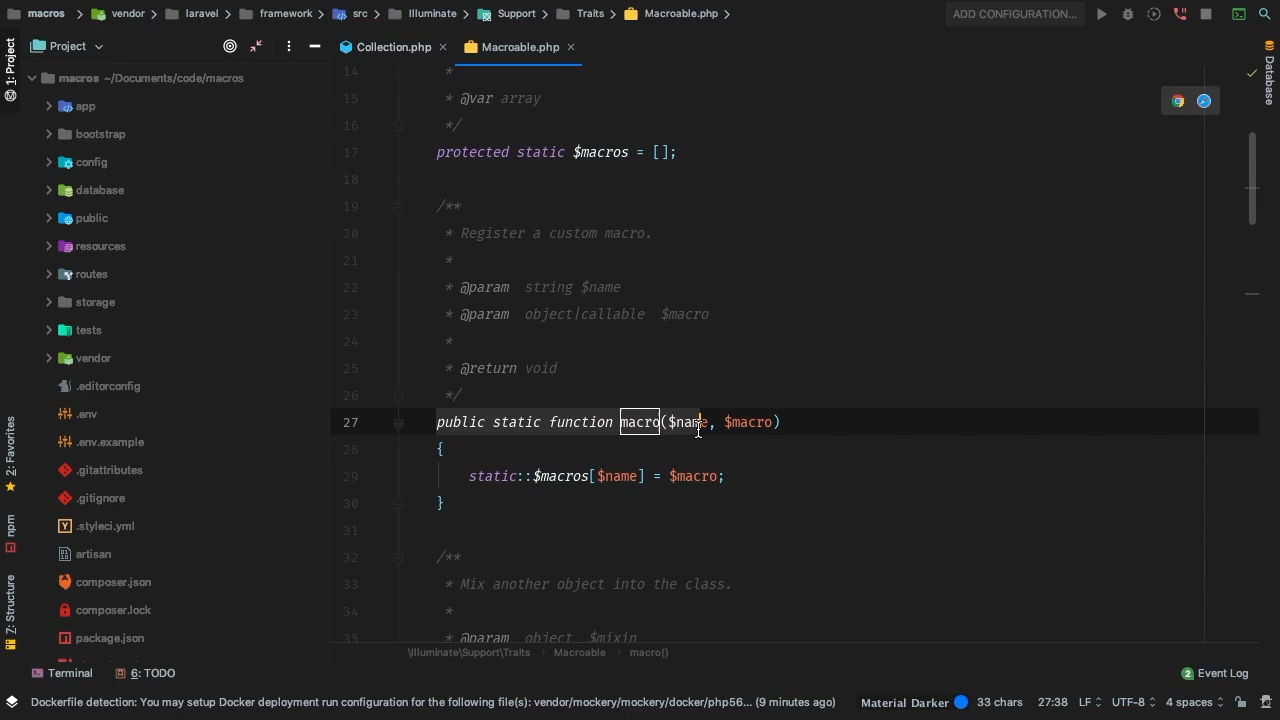 macros > vendor > laravel > framework > src > Illuminate > Support > Traits > Macroable.php >
ADD CONFIGURATION...
1: Project
Project
Collection.php ×
Macroable.php ×
Database
macros ~/Documents/code/macros
app
bootstrap
config
database
public
resources
routes
storage
tests
vendor
.editorconfig
.env
.env.example
.gitattributes
.gitignore
.styleci.yml
artisan
composer.json
composer.lock
package.json
2: Favorites
npm
7: Structure
14 *
15 * @var array
16 */
17 protected static $macros = [];
18
19 /**
20 * Register a custom macro.
21 *
22 * @param string $name
23 * @param object|callable $macro
24 *
25 * @return void
26 */
27 public static function macro($name, $macro)
28 {
29 static::$macros[$name] = $macro;
30 }
31
32 /**
33 * Mix another object into the class.
34 *
35 * @param object $mixin
\Illuminate\Support\Traits > Macroable > macro()
Terminal
6: TODO
2 Event Log
Dockerfile detection: You may setup Docker deployment run configuration for the following file(s): vendor/mockery/mockery/docker/php56... (9 minutes ago)
Material Darker
33 chars
27:38
LF
UTF-8
4 spaces